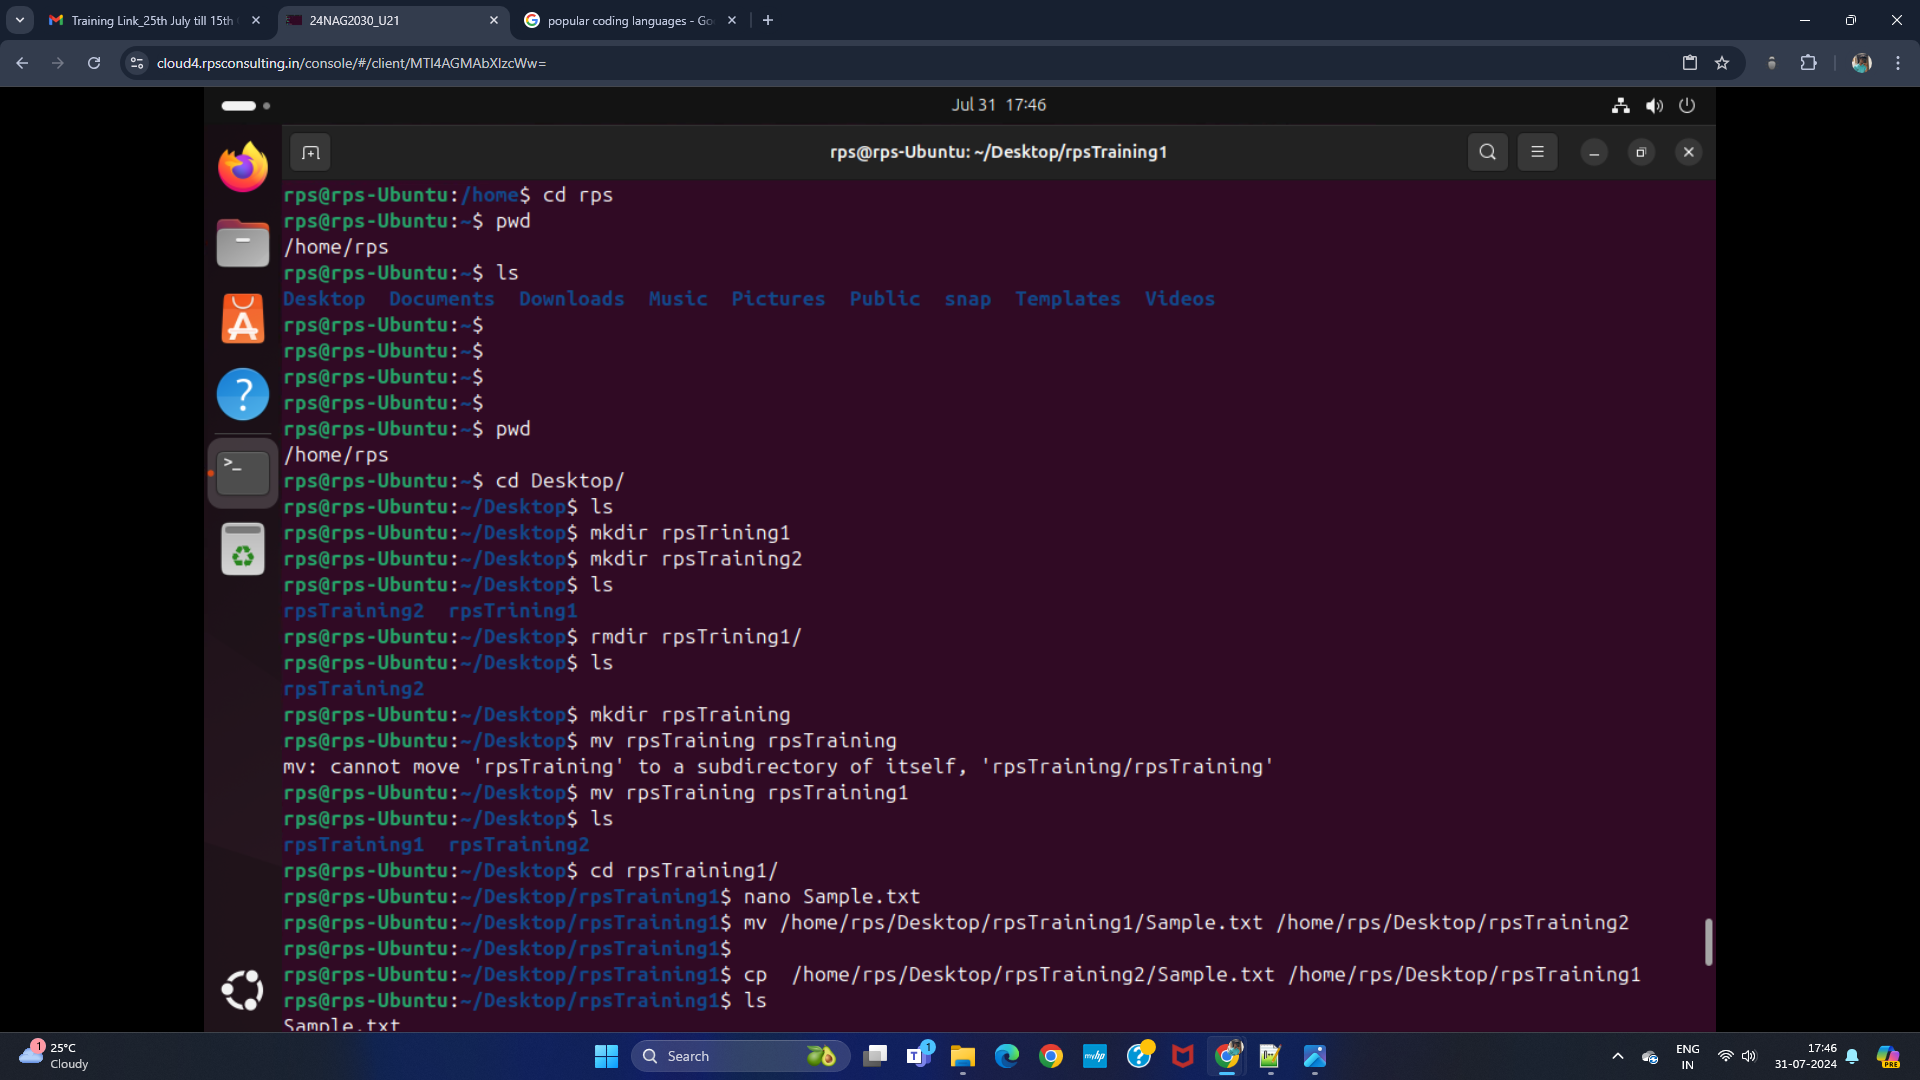 Training Link_25th July till 15th
24NAG2030_U21
popular coding languages - Go
cloud4.rpsconsulting.in/console/#/client/MTI4AGMAbXlzcWw=
Jul 31 17:46
rps@rps-Ubuntu: ~/Desktop/rpsTraining1
rps@rps-Ubuntu:/home$ cd rps
rps@rps-Ubuntu:~$ pwd
/home/rps
rps@rps-Ubuntu:~$ ls
Desktop Documents Downloads Music Pictures Public snap Templates Videos
rps@rps-Ubuntu:~$
rps@rps-Ubuntu:~$
rps@rps-Ubuntu:~$
rps@rps-Ubuntu:~$
rps@rps-Ubuntu:~$ pwd
/home/rps
rps@rps-Ubuntu:~$ cd Desktop/
rps@rps-Ubuntu:~/Desktop$ ls
rps@rps-Ubuntu:~/Desktop$ mkdir rpsTrining1
rps@rps-Ubuntu:~/Desktop$ mkdir rpsTraining2
rps@rps-Ubuntu:~/Desktop$ ls
rpsTraining2 rpsTrining1
rps@rps-Ubuntu:~/Desktop$ rmdir rpsTrining1/
rps@rps-Ubuntu:~/Desktop$ ls
rpsTraining2
rps@rps-Ubuntu:~/Desktop$ mkdir rpsTraining
rps@rps-Ubuntu:~/Desktop$ mv rpsTraining rpsTraining
mv: cannot move 'rpsTraining' to a subdirectory of itself, 'rpsTraining/rpsTraining'
rps@rps-Ubuntu:~/Desktop$ mv rpsTraining rpsTraining1
rps@rps-Ubuntu:~/Desktop$ ls
rpsTraining1 rpsTraining2
rps@rps-Ubuntu:~/Desktop$ cd rpsTraining1/
rps@rps-Ubuntu:~/Desktop/rpsTraining1$ nano Sample.txt
rps@rps-Ubuntu:~/Desktop/rpsTraining1$ mv /home/rps/Desktop/rpsTraining1/Sample.txt /home/rps/Desktop/rpsTraining2
rps@rps-Ubuntu:~/Desktop/rpsTraining1$
rps@rps-Ubuntu:~/Desktop/rpsTraining1$ cp  /home/rps/Desktop/rpsTraining2/Sample.txt /home/rps/Desktop/rpsTraining1
rps@rps-Ubuntu:~/Desktop/rpsTraining1$ ls
Sample.txt
1
25°C
Cloudy
Search
T
1
myhp
PRE
ENG
IN
17:46
31-07-2024